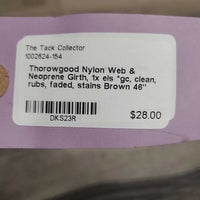 The Tack Collector
1002624-154
Thorowgood Nylon Web &
Neoprene Girth, 1x els *gc, clean,
rubs, faded, stains Brown 46"
DKS23R
$28.00